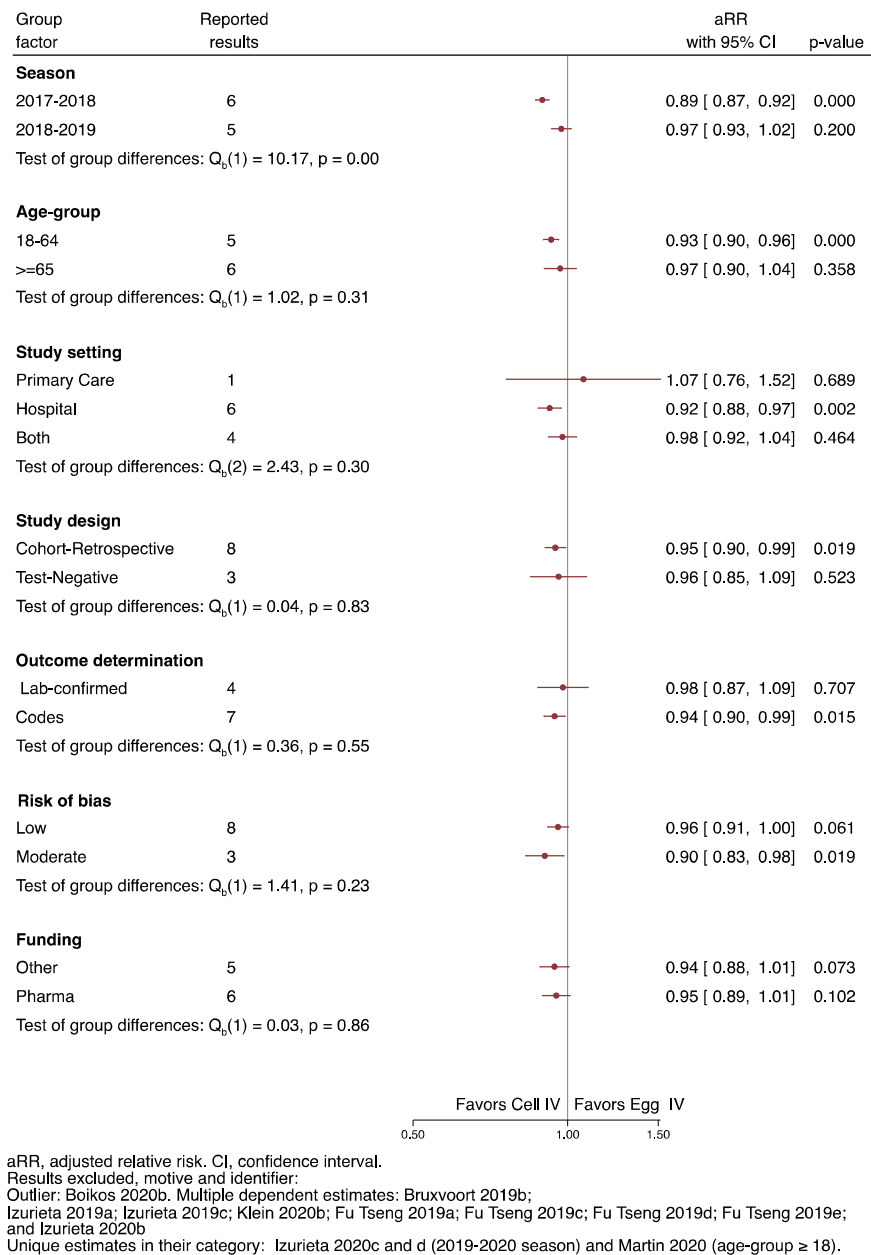 Group Reported aRR
factor results with 95% CI p-value
Season
2017-2018 6 0.89 [ 0.87, 0.92] 0.000
2018-2019 5 0.97 [ 0.93, 1.02] 0.200
Test of group differences: Qb(1) = 10.17, p = 0.00
Age-group
18-64 5 0.93 [ 0.90, 0.96] 0.000
>=65 6 0.97 [ 0.90, 1.04] 0.358
Test of group differences: Qb(1) = 1.02, p = 0.31
Study setting
Primary Care 1 1.07 [ 0.76, 1.52] 0.689
Hospital 6 0.92 [ 0.88, 0.97] 0.002
Both 4 0.98 [ 0.92, 1.04] 0.464
Test of group differences: Qb(2) = 2.43, p = 0.30
Study design
Cohort-Retrospective 8 0.95 [ 0.90, 0.99] 0.019
Test-Negative 3 0.96 [ 0.85, 1.09] 0.523
Test of group differences: Qb(1) = 0.04, p = 0.83
Outcome determination
Lab-confirmed 4 0.98 [ 0.87, 1.09] 0.707
Codes 7 0.94 [ 0.90, 0.99] 0.015
Test of group differences: Qb(1) = 0.36, p = 0.55
Risk of bias
Low 8 0.96 [ 0.91, 1.00] 0.061
Moderate 3 0.90 [ 0.83, 0.98] 0.019
Test of group differences: Qb(1) = 1.41, p = 0.23
Funding
Other 5 0.94 [ 0.88, 1.01] 0.073
Pharma 6 0.95 [ 0.89, 1.01] 0.102
Test of group differences: Qb(1) = 0.03, p = 0.86
Favors Cell IV Favors Egg IV
0.50 1.00 1.50
aRR, adjusted relative risk. CI, confidence interval.
Results excluded, motive and identifier:
Outlier: Boikos 2020b. Multiple dependent estimates: Bruxvoort 2019b;
Izurieta 2019a; Izurieta 2019c; Klein 2020b; Fu Tseng 2019a; Fu Tseng 2019c; Fu Tseng 2019d; Fu Tseng 2019e;
and Izurieta 2020b
Unique estimates in their category: Izurieta 2020c and d (2019-2020 season) and Martin 2020 (age-group ≥ 18).